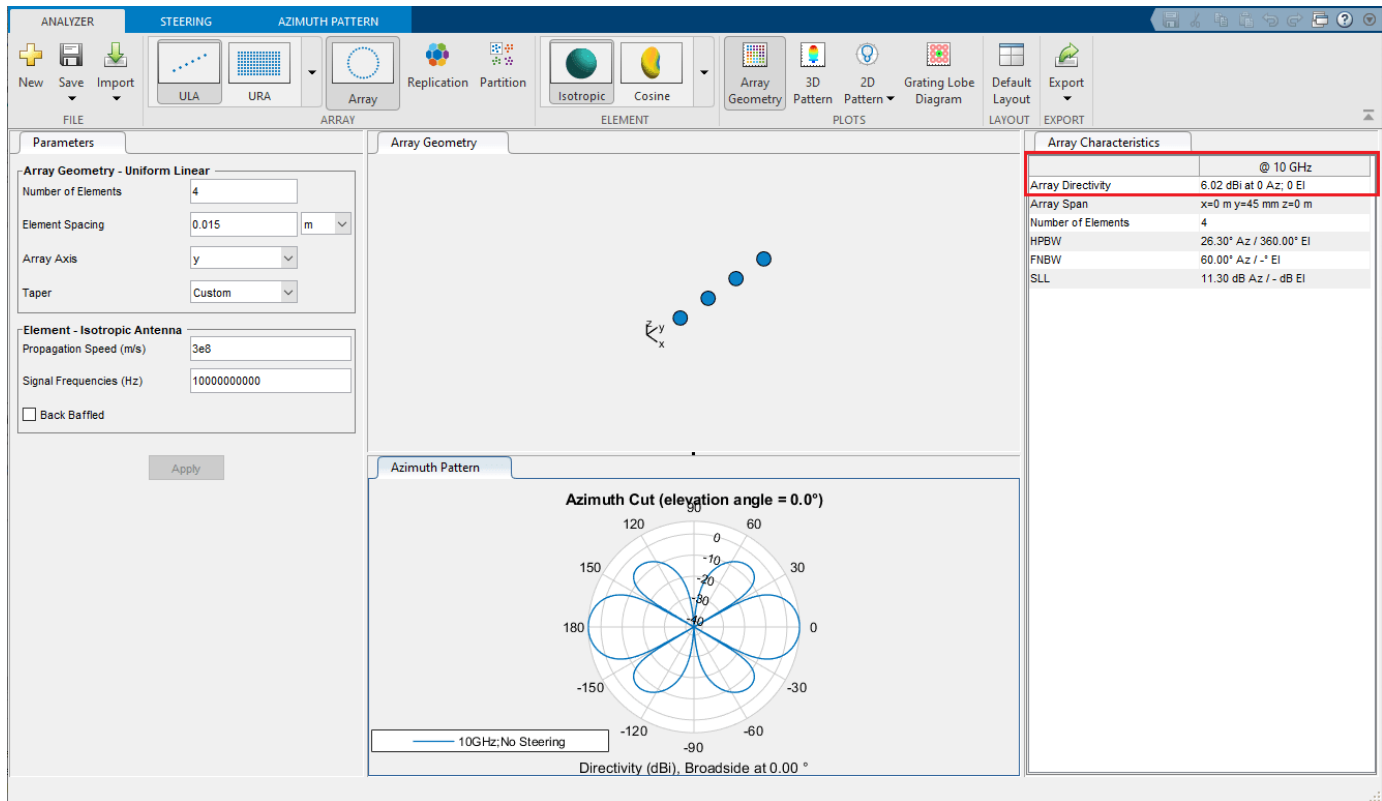 ANALYZER STEERING AZIMUTH PATTERN
New Save Import ULA URA Array Replication Partition Isotropic Cosine Array Geometry 3D Pattern 2D Pattern Grating Lobe Diagram Default Layout Export
FILE ARRAY ELEMENT PLOTS LAYOUT EXPORT
Parameters
Array Geometry - Uniform Linear
Number of Elements 4
Element Spacing 0.015 m
Array Axis y
Taper Custom
Element - Isotropic Antenna
Propagation Speed (m/s) 3e8
Signal Frequencies (Hz) 10000000000
Back Baffled
Apply
Array Geometry
z y
x
Azimuth Pattern
Azimuth Cut (elevation angle = 0.0°)
90
120 60
0
-10
150 30
-20
-30
-40
180 0
-150 -30
-120 -60
10GHz;No Steering
-90
Directivity (dBi), Broadside at 0.00 °
Array Characteristics
@ 10 GHz
Array Directivity 6.02 dBi at 0 Az; 0 El
Array Span x=0 m y=45 mm z=0 m
Number of Elements 4
HPBW 26.30° Az / 360.00° El
FNBW 60.00° Az / -° El
SLL 11.30 dB Az / - dB El